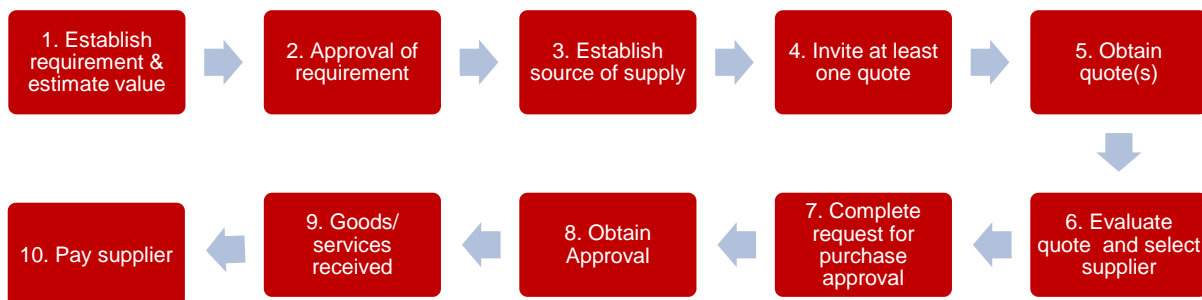 1. Establish
requirement &
estimate value
2. Approval of
requirement
3. Establish
source of supply
4. Invite at least
one quote
5. Obtain
quote(s)
6. Evaluate
quote and select
supplier
7. Complete
request for
purchase
approval
8. Obtain
Approval
9. Goods/
services
received
10. Pay supplier